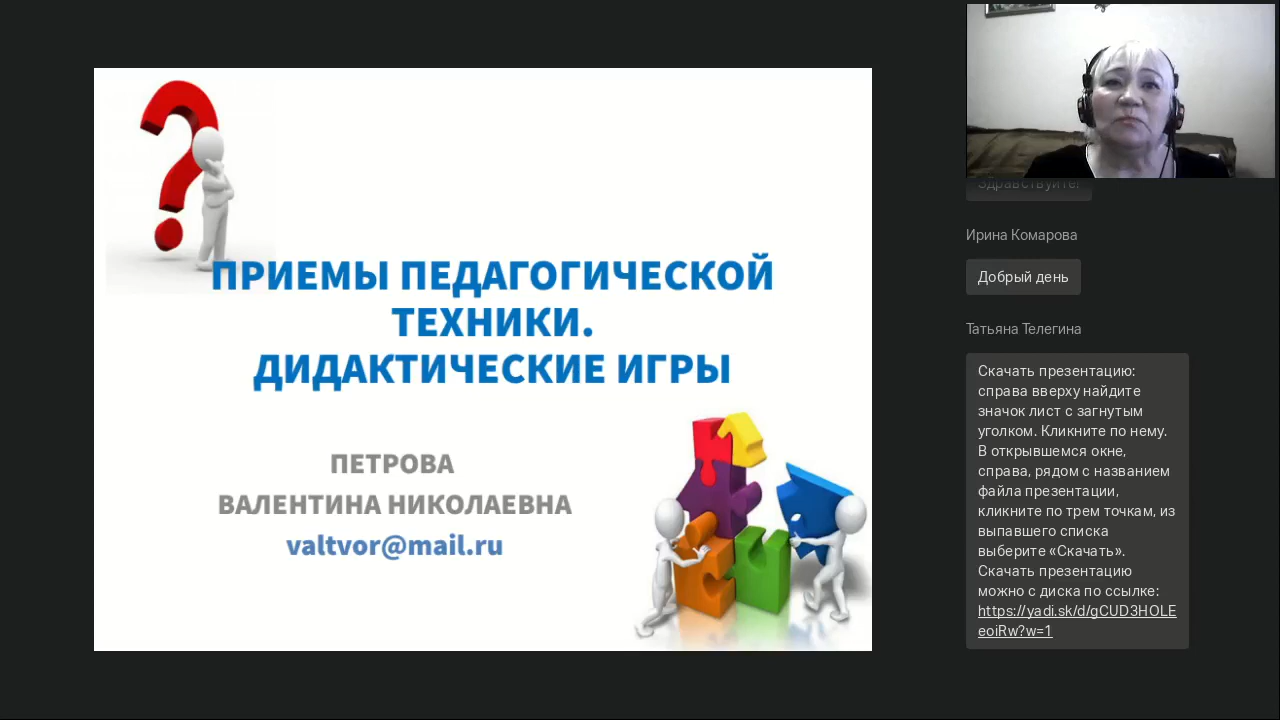 ПРИЕМЫ ПЕДАГОГИЧЕСКОЙ
ТЕХНИКИ.
ДИДАКТИЧЕСКИЕ ИГРЫ
ПЕТРОВА
ВАЛЕНТИНА НИКОЛАЕВНА
valtvor@mail.ru
Здравствуйте!
Ирина Комарова
Добрый день
Татьяна Телегина
Скачать презентацию:
справа вверху найдите
значок лист с загнутым
уголком. Кликните по нему.
В открывшемся окне,
справа, рядом с названием
файла презентации,
кликните по трем точкам, из
выпавшего списка
выберите «Скачать».
Скачать презентацию
можно с диска по ссылке:
https://yadi.sk/d/gCUD3HOLE
eoiRw?w=1